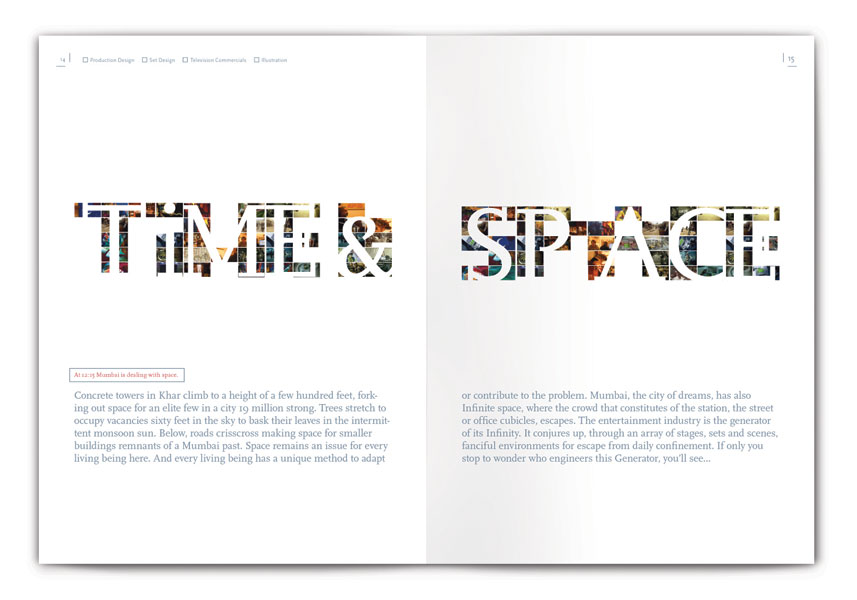 14
Production Design Set Design Television Commercials Illustration
15
TIME &
SPACE
At 12:15 Mumbai is dealing with space.
Concrete towers in Khar climb to a height of a few hundred feet, fork-
ing out space for an elite few in a city 19 million strong. Trees stretch to
occupy vacancies sixty feet in the sky to bask their leaves in the intermit-
tent monsoon sun. Below, roads crisscross making space for smaller
buildings remnants of a Mumbai past. Space remains an issue for every
living being here. And every living being has a unique method to adapt
or contribute to the problem. Mumbai, the city of dreams, has also
Infinite space, where the crowd that constitutes of the station, the street
or office cubicles, escapes. The entertainment industry is the generator
of its Infinity. It conjures up, through an array of stages, sets and scenes,
fanciful environments for escape from daily confinement. If only you
stop to wonder who engineers this Generator, you'll see...